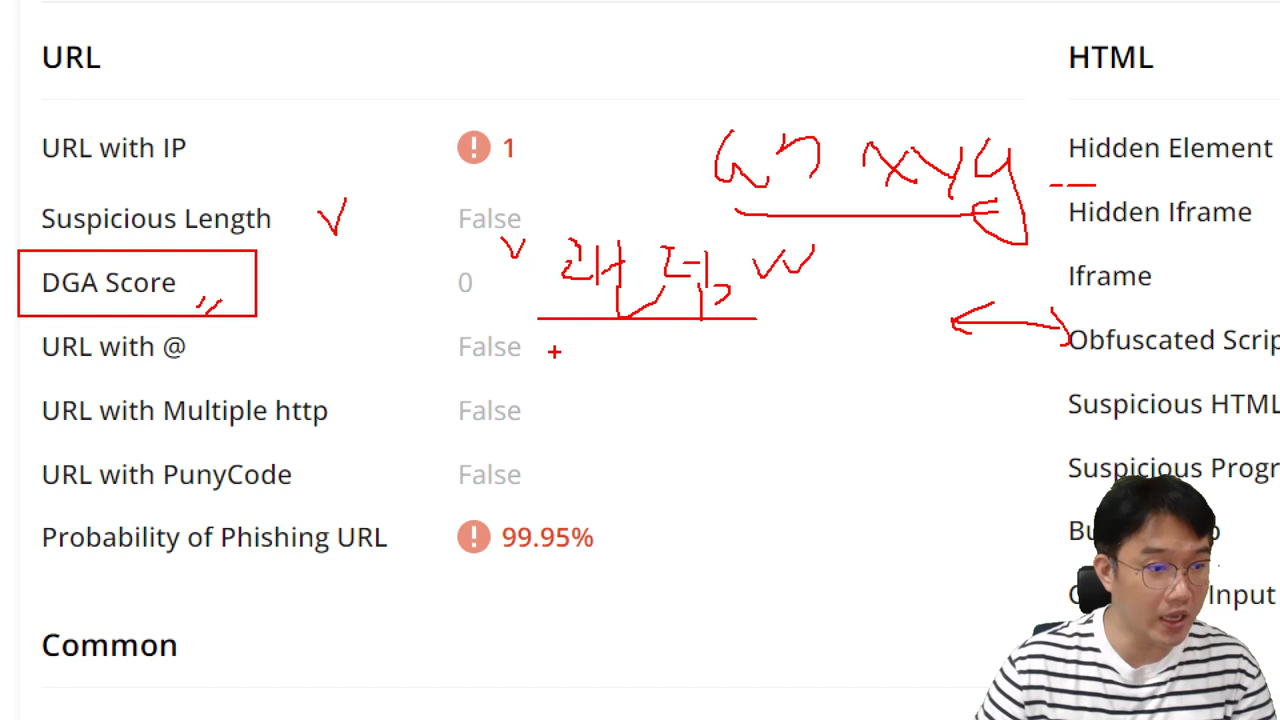 URL
URL with IP 1
Suspicious Length False
DGA Score 0
URL with @ False
URL with Multiple http False
URL with PunyCode False
Probability of Phishing URL 99.95%
Common
HTML
Hidden Element
Hidden Iframe
Iframe
Obfuscated Scrip
Suspicious HTML
Suspicious Progr
Input